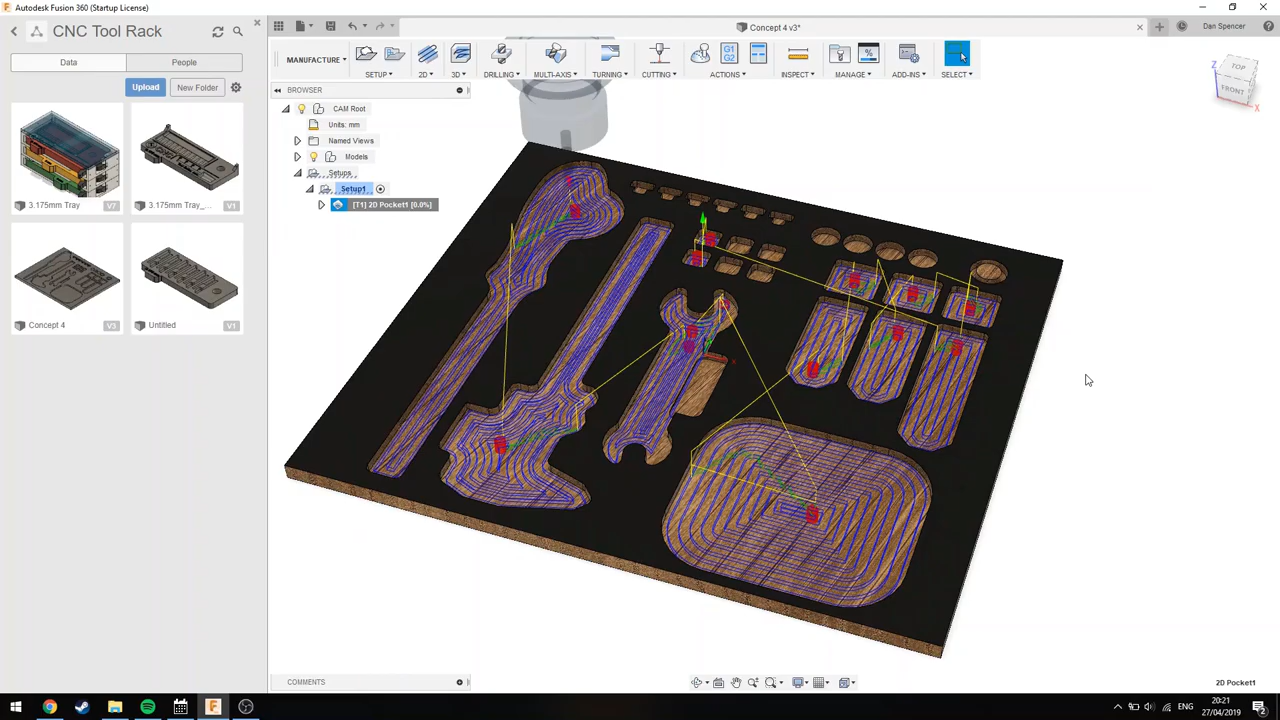 Autodesk Fusion 360 (Startup License)
CNC Tool Rack
Data
People
Upload
New Folder
3.175mm Tray
V7
3.175mm Tray_...
V1
Concept 4
V3
Untitled
V1
Concept 4 v3*
Dan Spencer
MANUFACTURE
SETUP
2D
3D
DRILLING
MULTI-AXIS
TURNING
CUTTING
G1
G2
ACTIONS
INSPECT
MANAGE
ADD-INS
SELECT
BROWSER
CAM Root
Units: mm
Named Views
Models
Setups
Setup1
[T1] 2D Pocket1 [0.0%]
TOP
FRONT
Z
X
COMMENTS
2D Pocket1
ENG
20:21
27/04/2019
2